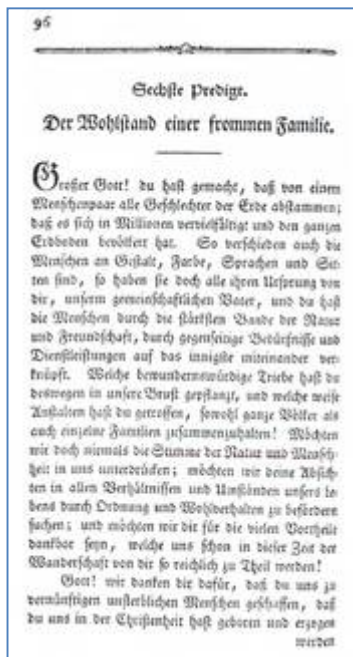 96
Sechste Predigt.
Der Wohlstand einer frommen Familie.
Großer Gott! du hast gemacht, daß von einem
Menschenpaar alle Geschlechter der Erde abstammen;
daß es sich in Millionen vervielfältigt und den ganzen
Erdboden bevölkert hat. So verschieden auch die
Menschen an Gestalt, Farbe, Sprachen und Sit-
ten sind, so haben sie doch alle ihren Ursprung von
dir, unserm gemeinschaftlichen Vater, und du hast
die Menschen durch die stärksten Bande der Natur
und Freundschaft, durch gegenseitige Bedürfnisse und
Dienstleistungen auf das innigste miteinander ver-
knüpft. Welche bewundernswürdige Triebe hast du
deswegen in unsere Brust gepflanzt, und welche weise
Anstalten hast du getroffen, sowohl ganze Völker als
auch einzelne Familien zusammenzuhalten! Möchten
wir doch niemals die Stimme der Natur und Mensch-
heit in uns unterdrücken; möchten wir deine Absich-
ten in allen Verhältnissen und Umständen unsers Le-
bens durch Ordnung und Wohlverhalten zu befördern
suchen; und möchten wir dir für die vielen Vortheile
dankbar seyn, welche uns schon in dieser Zeit der
Wanderschaft von dir so reichlich zu Theil werden!
Gott! wir danken dir dafür, daß du uns zu
vernünftigen unsterblichen Menschen geschaffen, daß
du uns in der Christenheit hast geboren und erzogen
werden